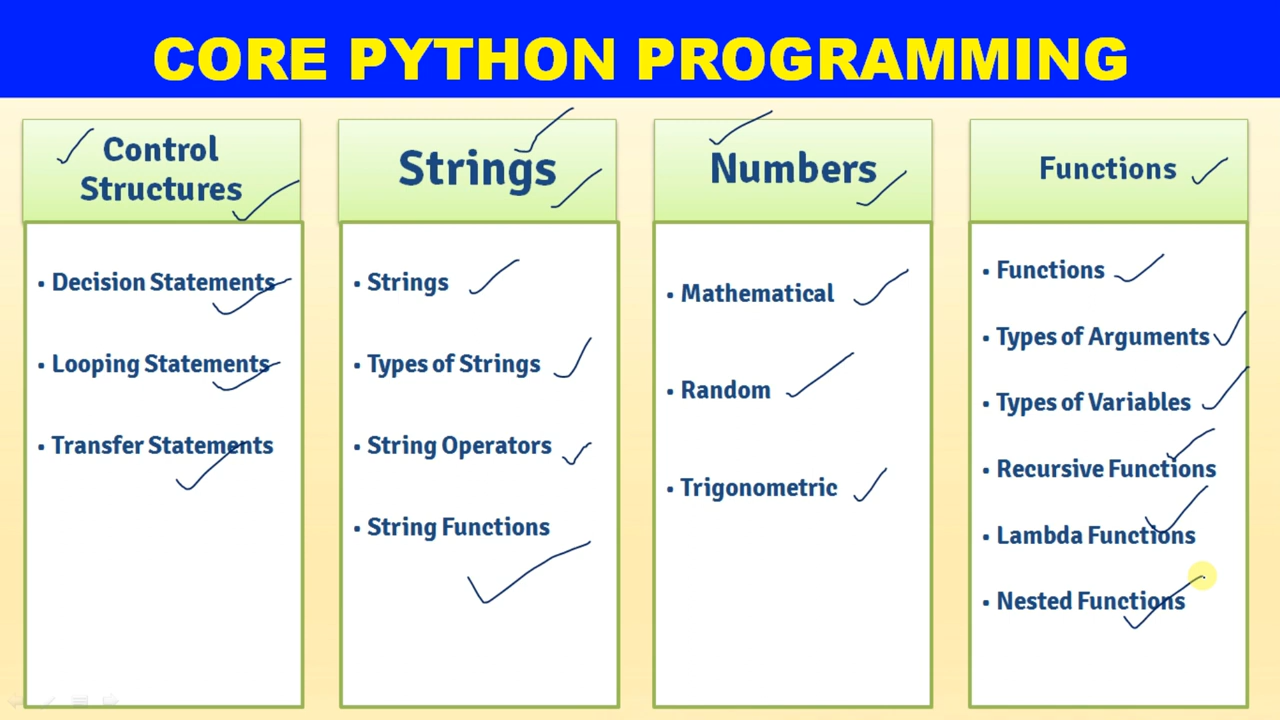 CORE PYTHON PROGRAMMING
Control
Structures
• Decision Statements
• Looping Statements
• Transfer Statements
Strings
• Strings
• Types of Strings
• String Operators
• String Functions
Numbers
• Mathematical
• Random
• Trigonometric
Functions
• Functions
• Types of Arguments
• Types of Variables
• Recursive Functions
• Lambda Functions
• Nested Functions